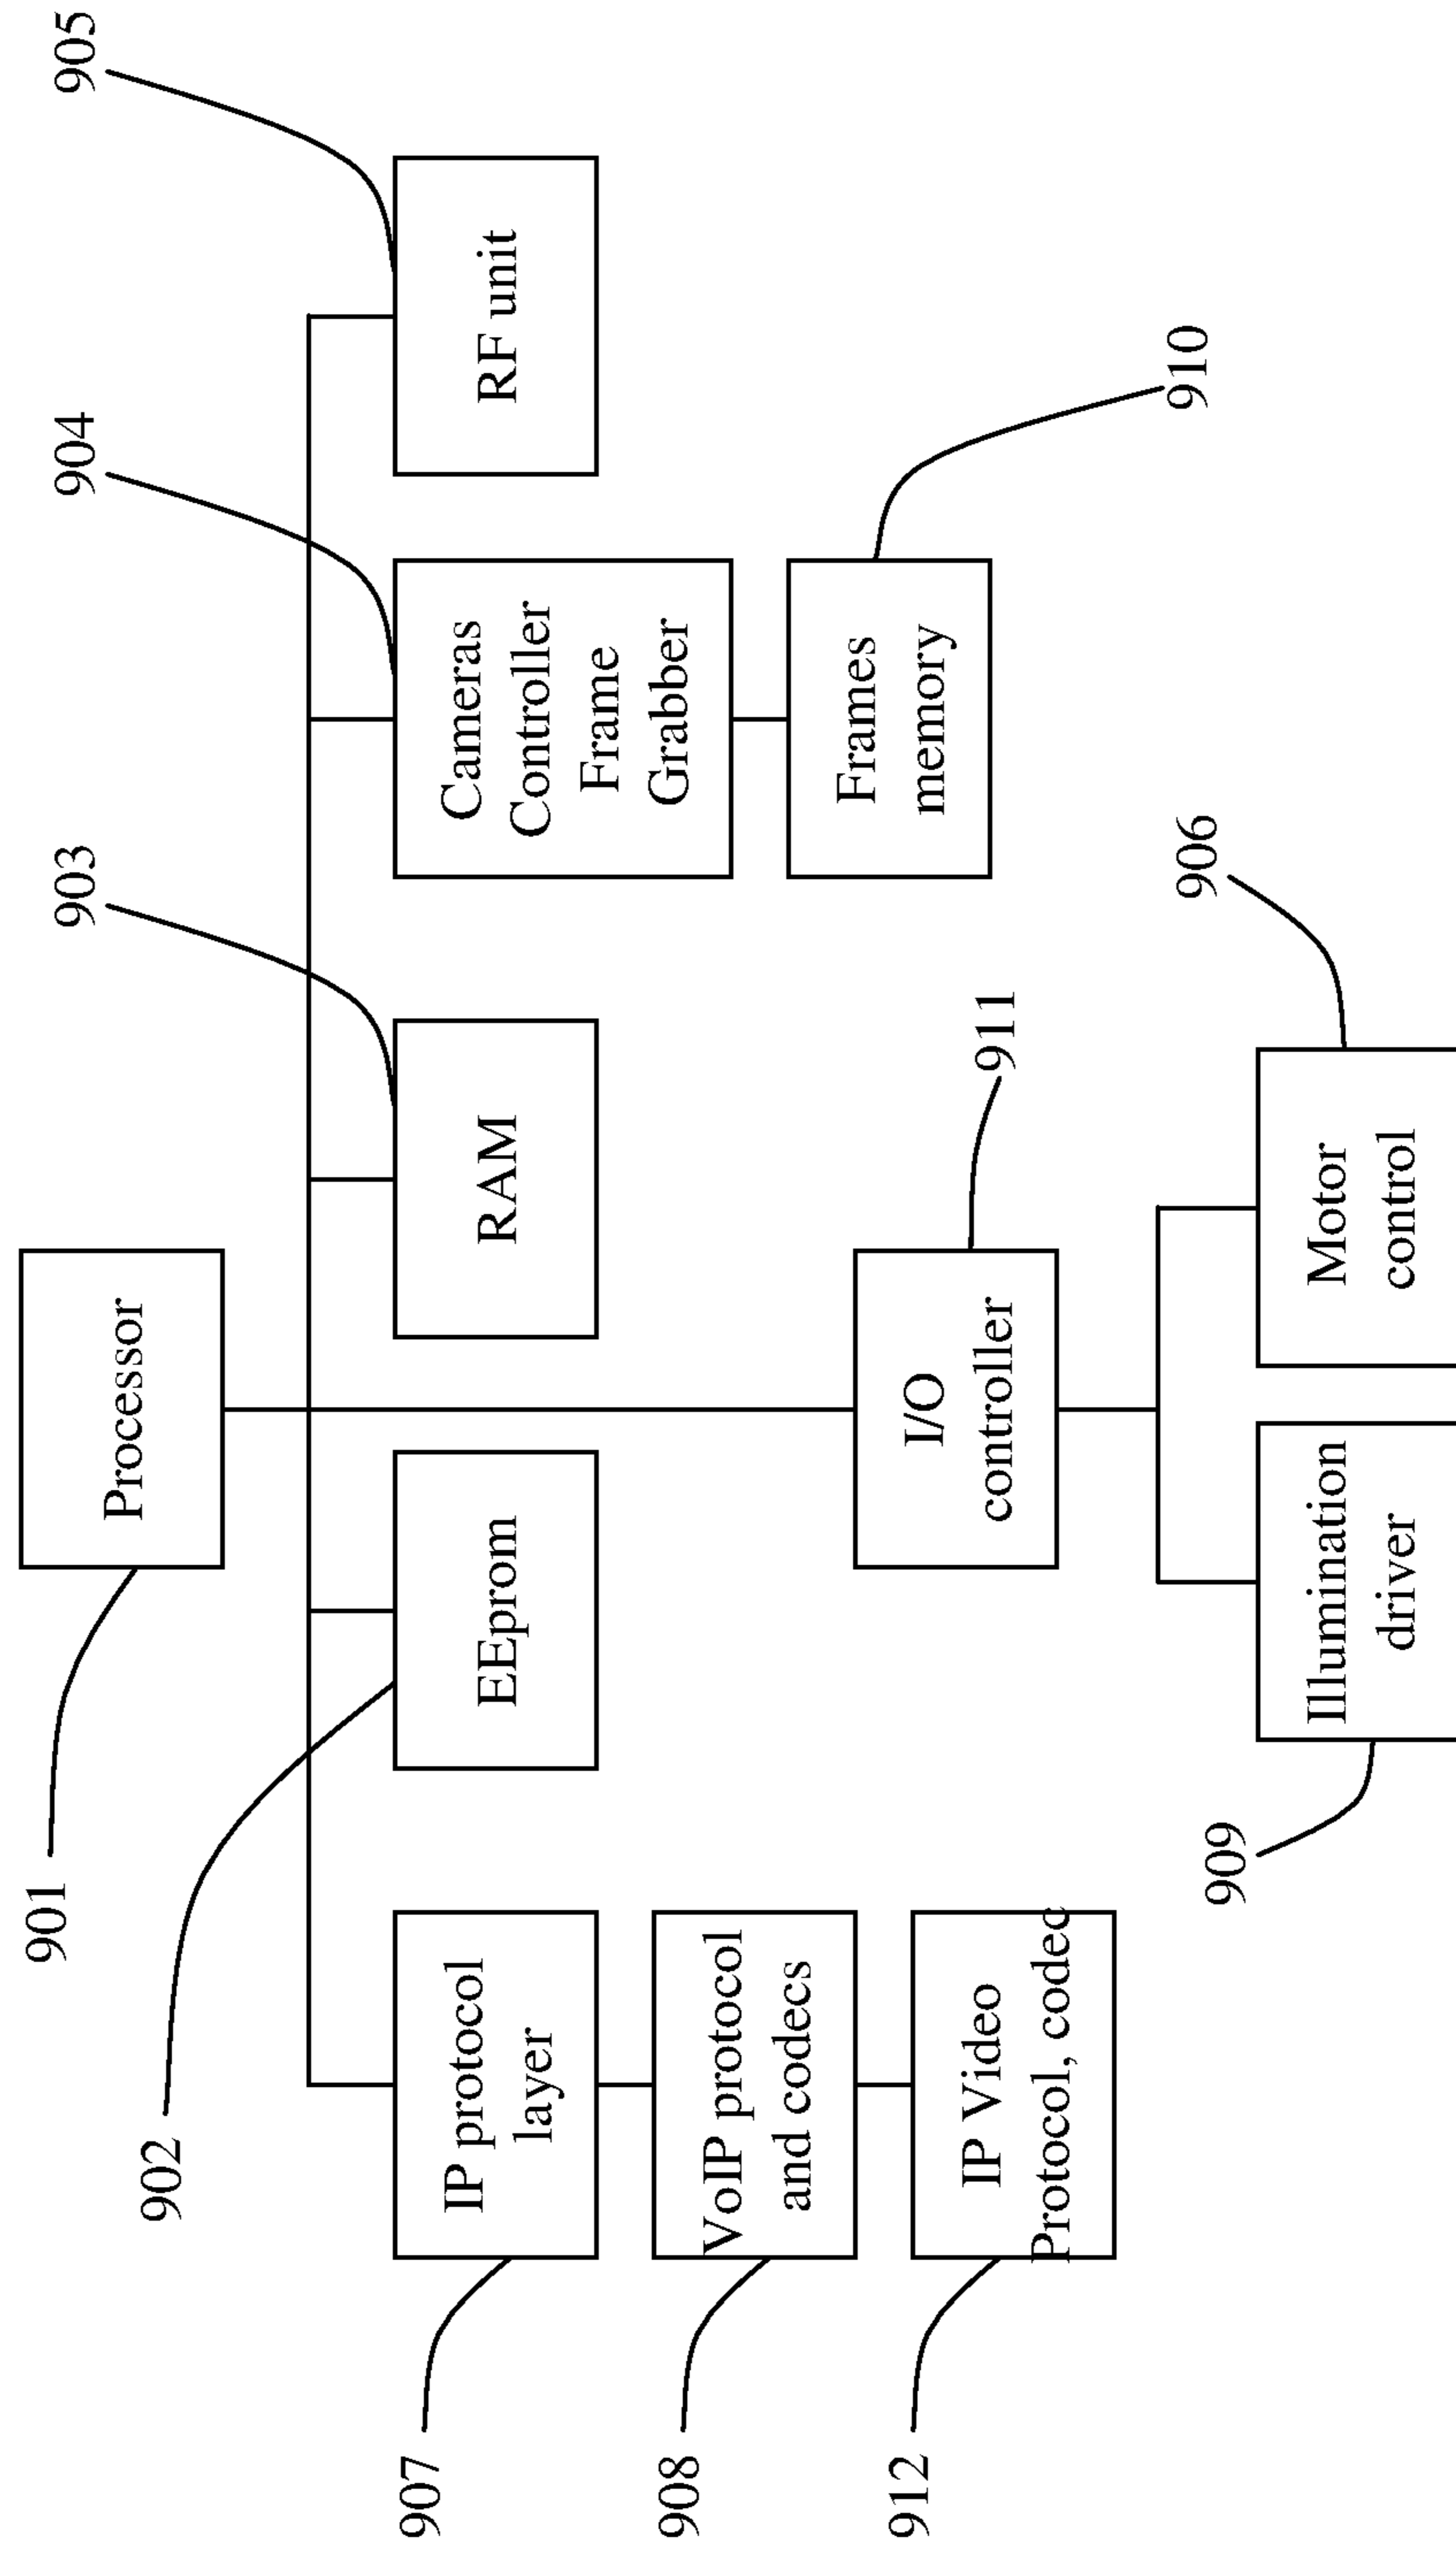 901
Processor
902
903
904
905
907
IP protocol
layer
EEprom
RAM
Cameras
Controller
Frame
Grabber
RF unit
908
VoIP protocol
and codecs
Frames
memory
910
912
IP Video
Protocol, codec
I/O
controller
911
909
Illumination
driver
Motor
control
906